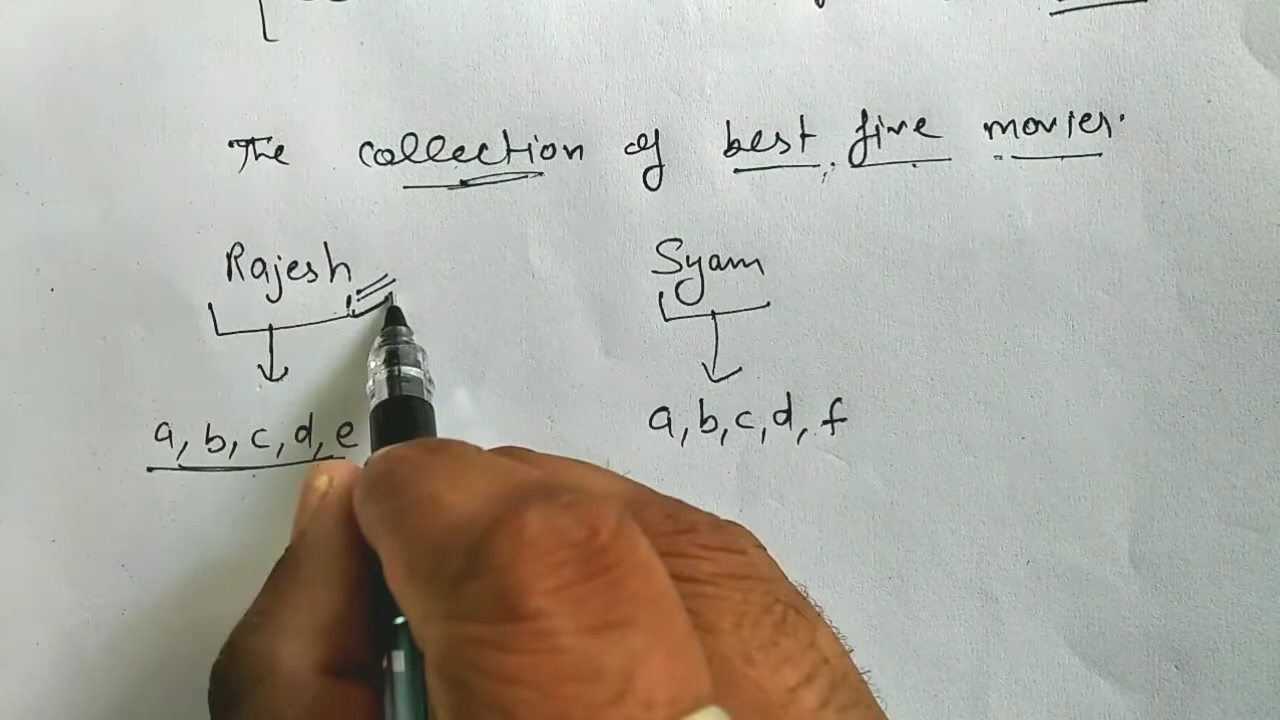 The collection of best five movies.
Rajesh Syam
a, b, c, d, e a, b, c, d, f